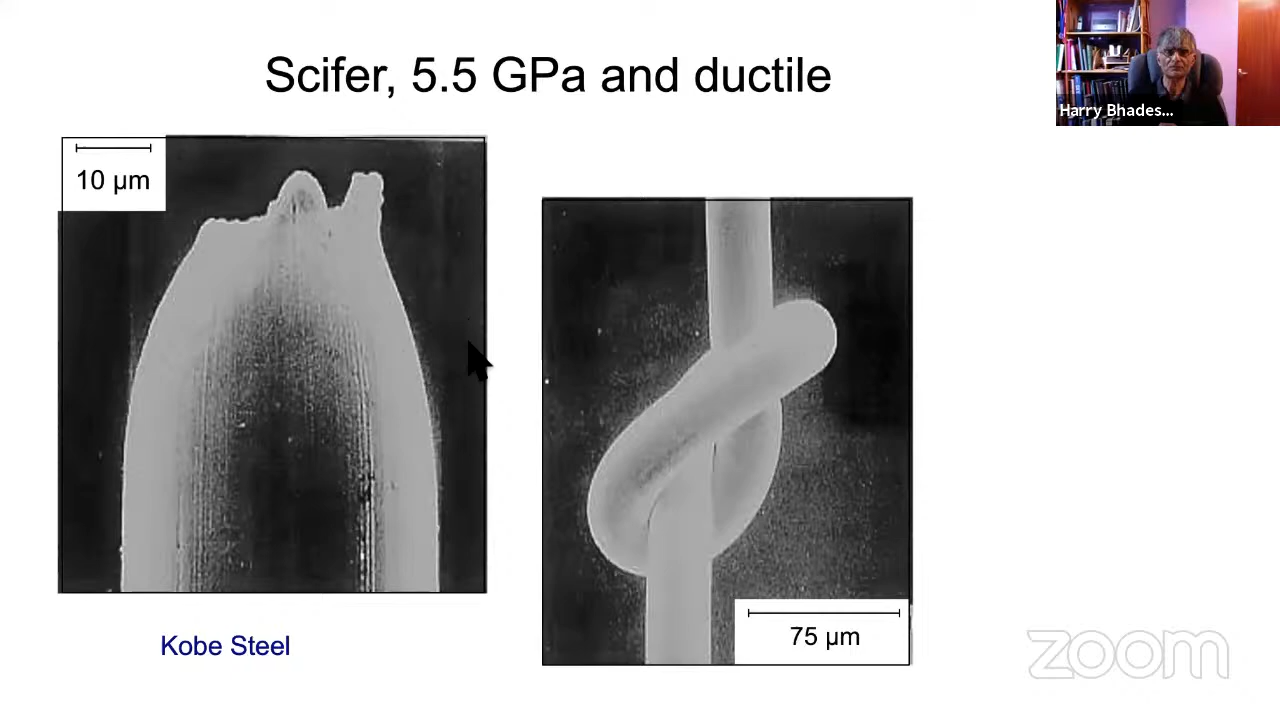 Scifer, 5.5 GPa and ductile
Harry Bhades...
10 µm
75 µm
Kobe Steel
zoom